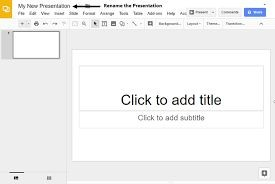 My New Presentation Rename the Presentation
File Edit View Insert Slide Format Arrange Tools Table Add-ons Help Acc Present Comments Share
Background... Layout Theme... Transition...
1
Click to add title
Click to add subtitle